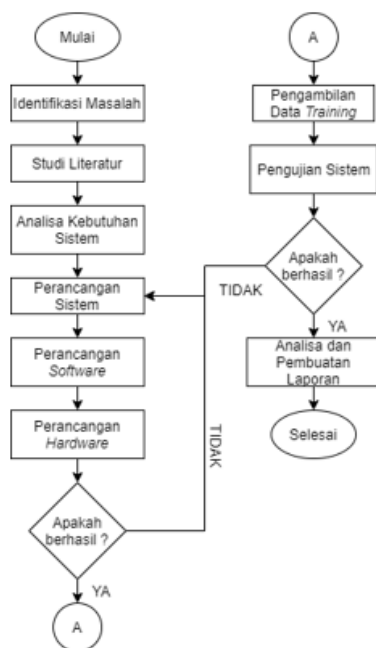 Mulai
Identifikasi Masalah
Studi Literatur
Analisa Kebutuhan
Sistem
Perancangan
Sistem
Perancangan
Software
Perancangan
Hardware
Apakah
berhasil ?
TIDAK
YA
A
A
Pengambilan
Data Training
Pengujian Sistem
Apakah
berhasil ?
TIDAK
YA
Analisa dan
Pembuatan
Laporan
Selesai